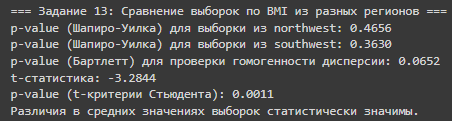 === Задание 13: Сравнение выборок по BMI из разных регионов ===
p-value (Шапиро-Уилка) для выборки из northwest: 0.4656
p-value (Шапиро-Уилка) для выборки из southwest: 0.3630
p-value (Бартлетт) для проверки гомогенности дисперсии: 0.0652
t-статистика: -3.2844
p-value (t-критерии Стьюдента): 0.0011
Различия в средних значениях выборок статистически значимы.